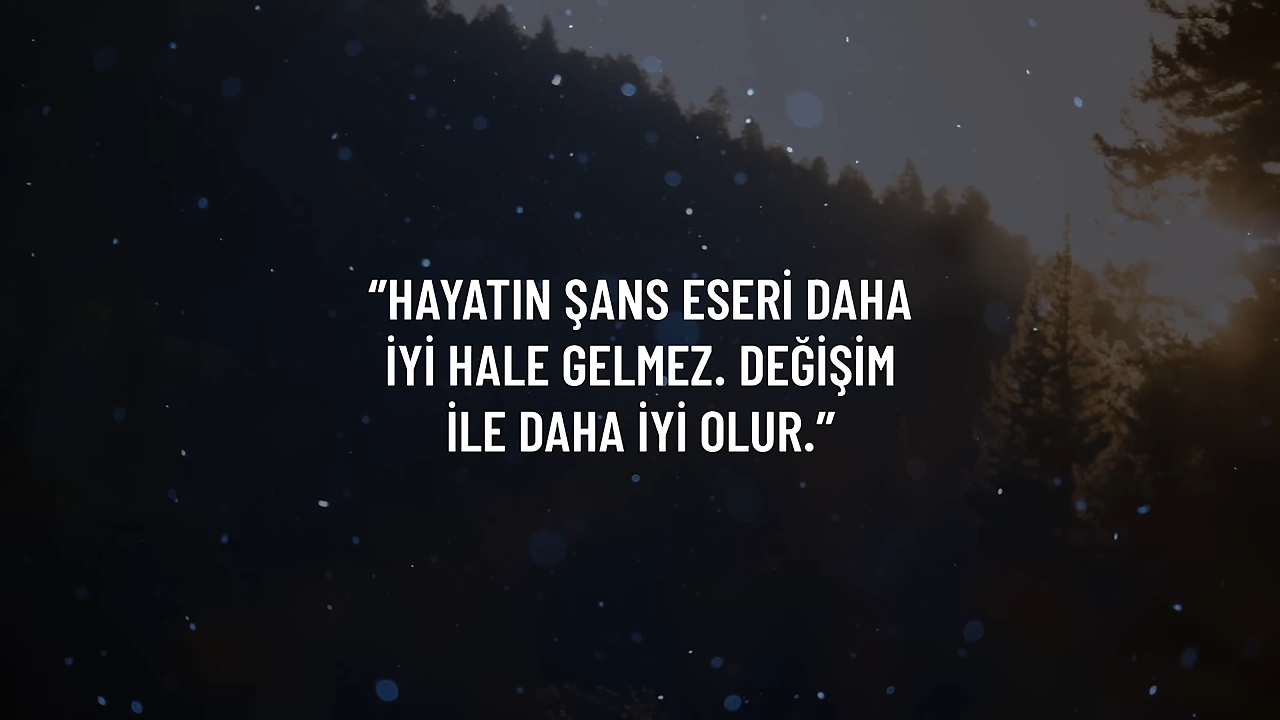 “HAYATIN ŞANS ESERİ DAHA
İYİ HALE GELMEZ. DEĞİŞİM
İLE DAHA İYİ OLUR.”